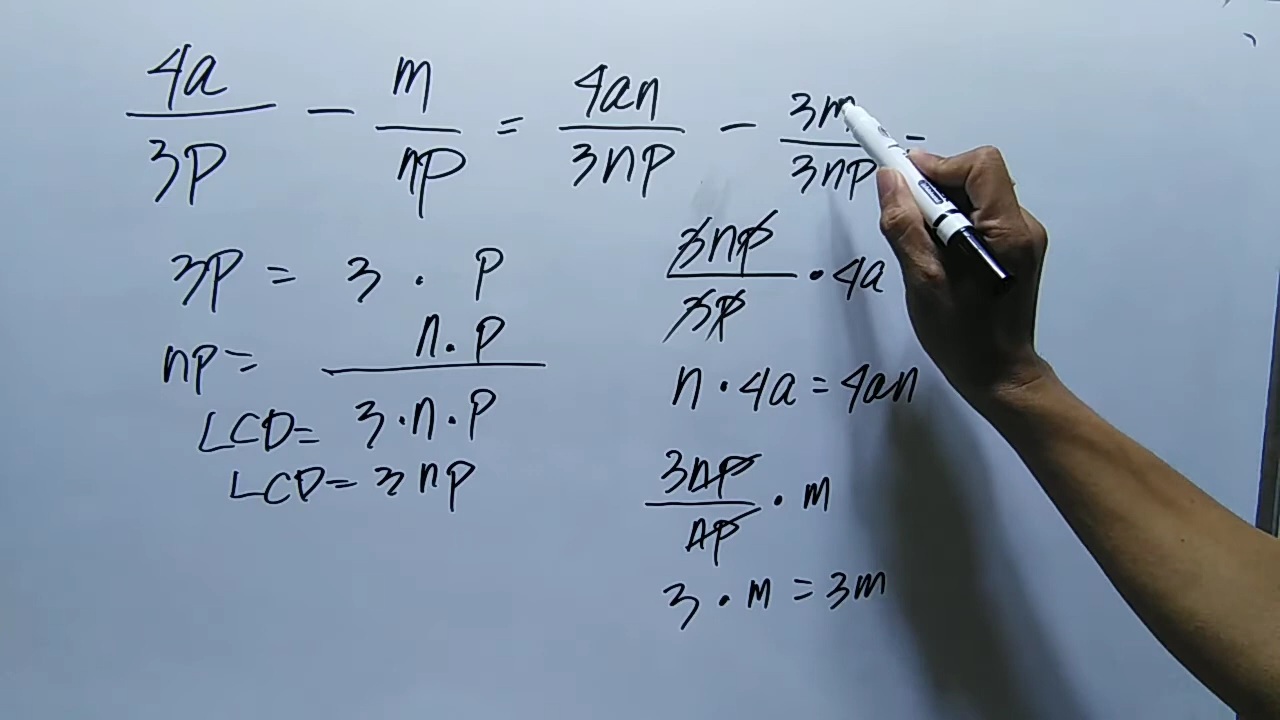 4a/3p - m/np = 4an/3np - 3m/3np =
3p = 3 · p
np = n · p
LCD = 3 · n · p
LCD = 3np
3np/3p · 4a
n · 4a = 4an
3np/np · m
3 · m = 3m